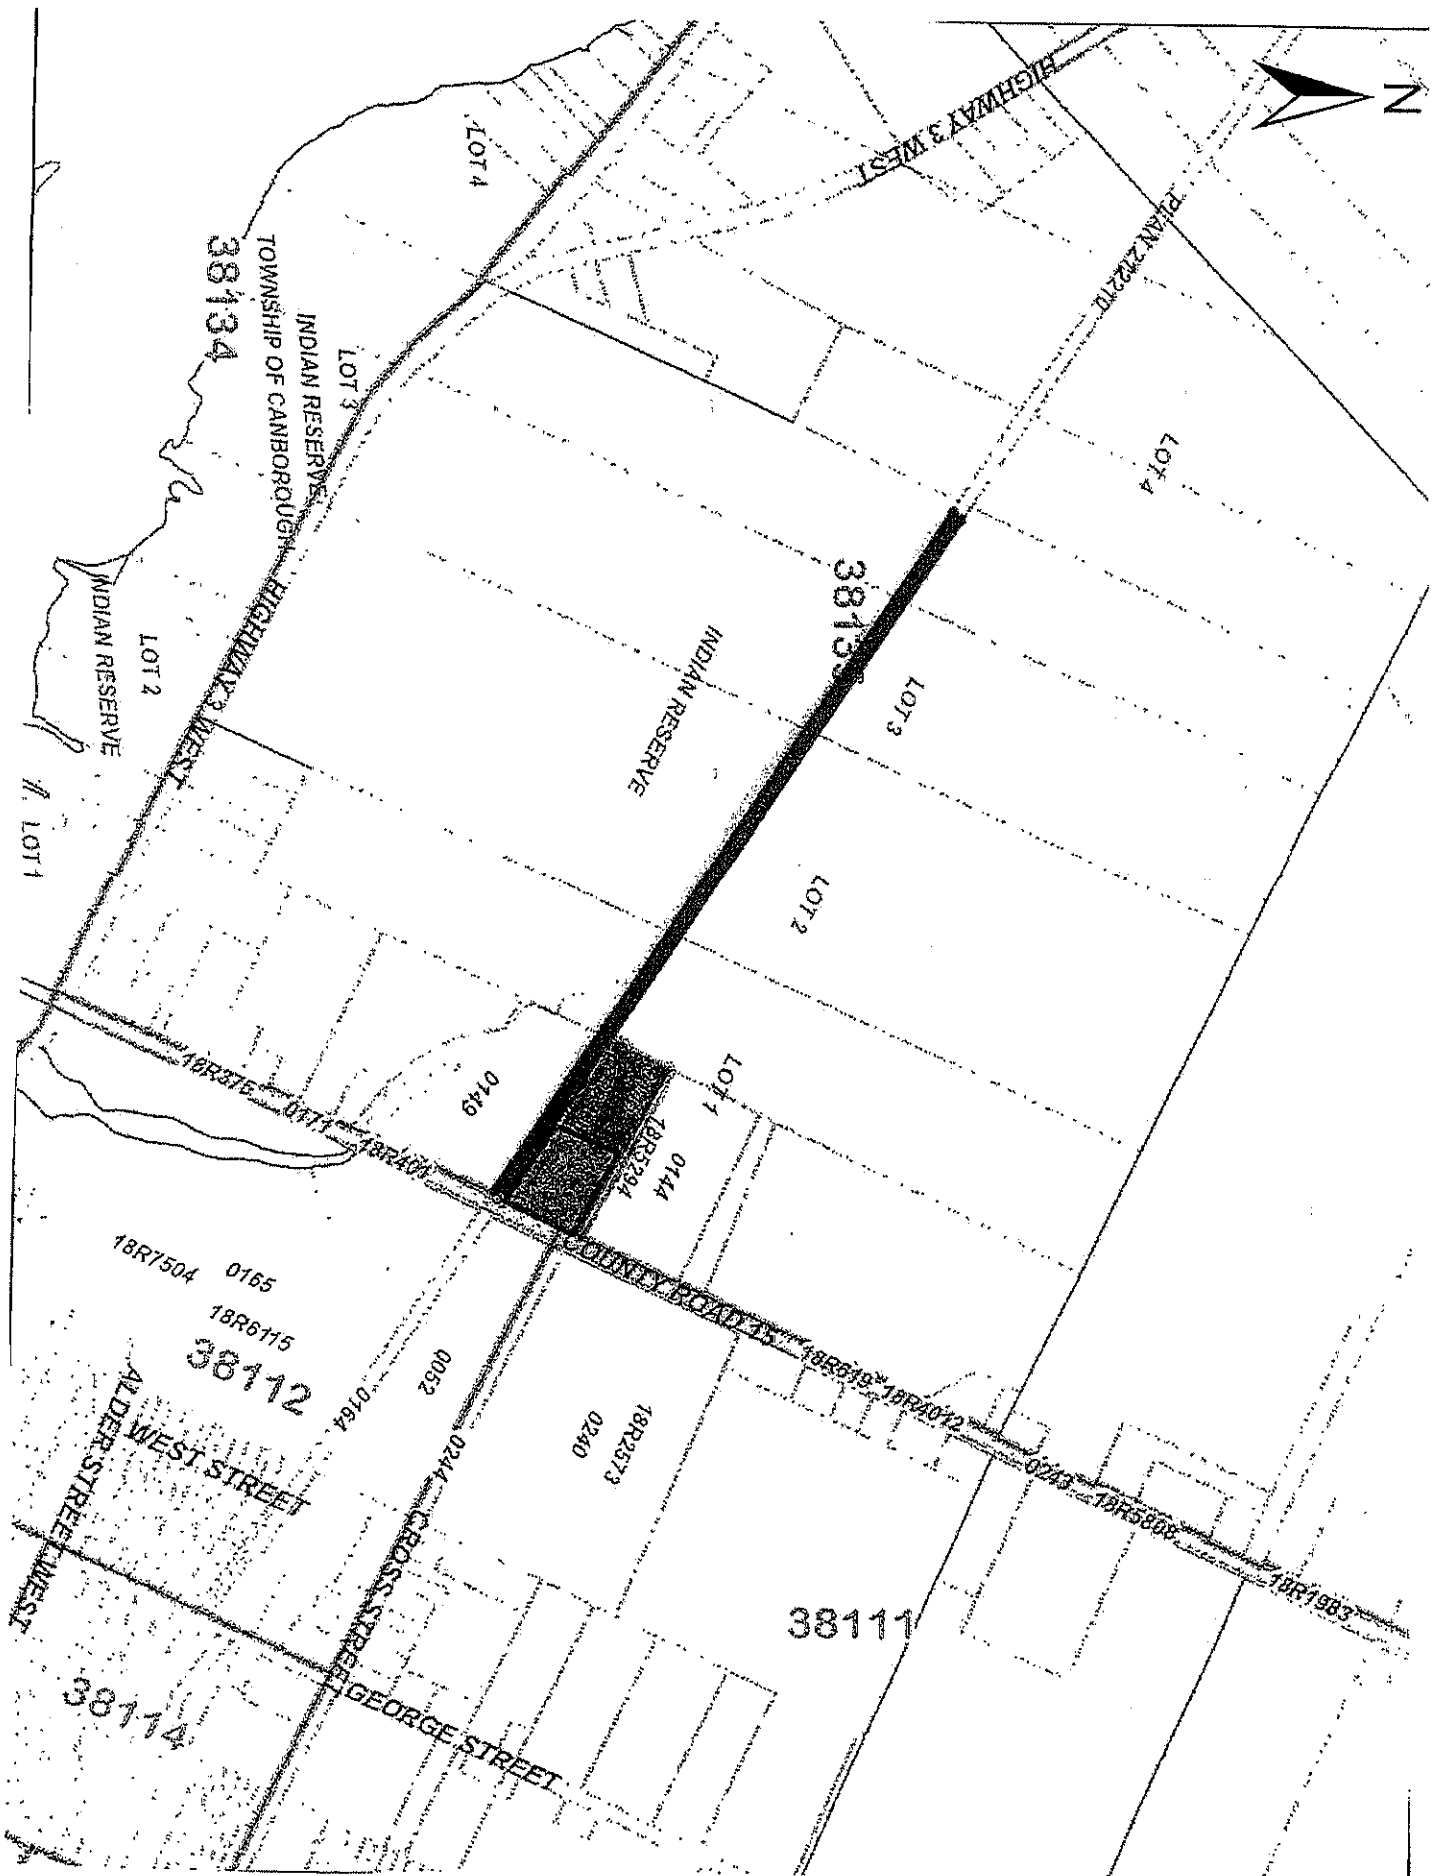 N
HIGHWAY 3 WEST
LOT 4
PLAN 212210
38134
TOWNSHIP OF CANBOROUGH
INDIAN RESERVE
LOT 3
LOT 4
INDIAN RESERVE
LOT 2
HIGHWAY 3 WEST
INDIAN RESERVE
LOT 3
LOT 2
LOT 1
LOT 1
18R5294
0144
0149
18R376
0171
18R401
COUNTY ROAD 15
18R619
18R4012
0243
18R5808
18R1983
18R7504
0165
18R6115
38112
0164
0052
0244
18R2573
0240
38111
WEST STREET
ALDER STREET WEST
CROSS STREET
GEORGE STREET
38114